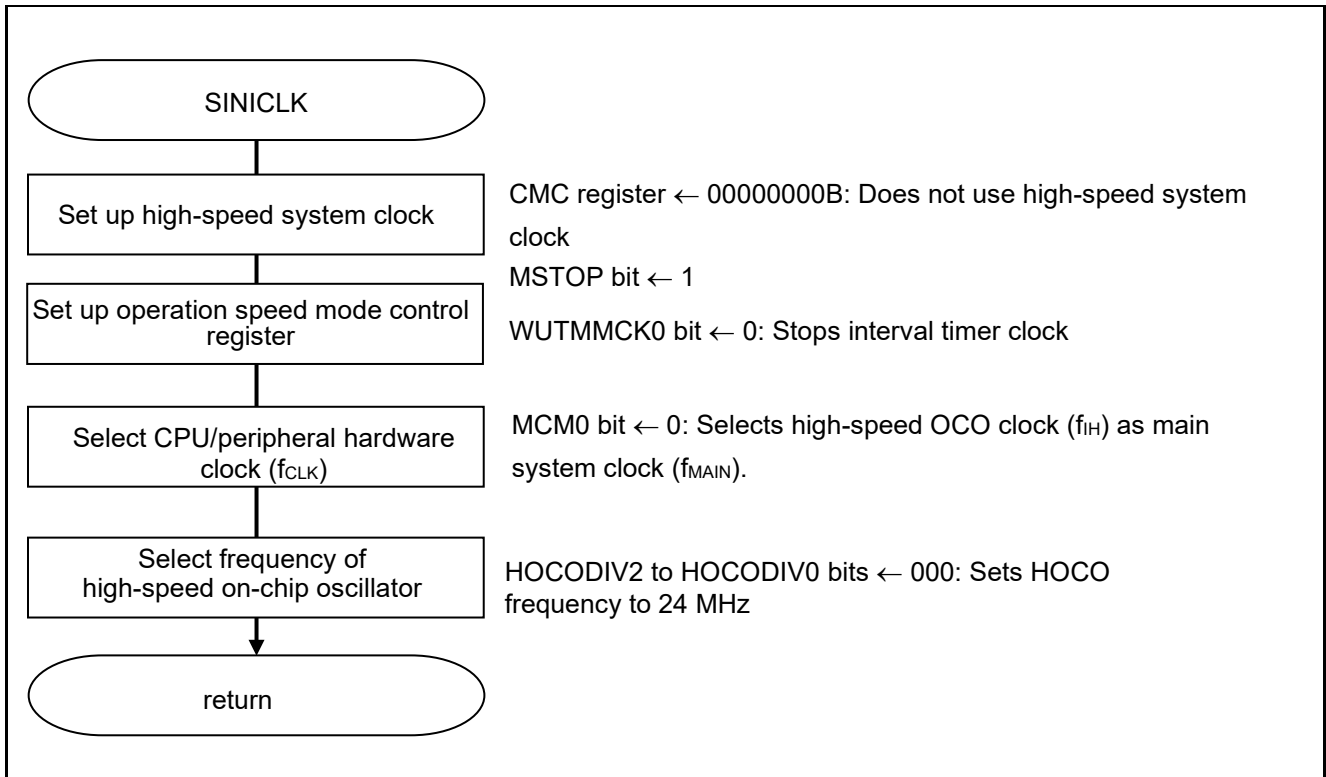 SINICLK
Set up high-speed system clock
CMC register ← 00000000B: Does not use high-speed system
clock
MSTOP bit ← 1
Set up operation speed mode control
register
WUTMMCK0 bit ← 0: Stops interval timer clock
Select CPU/peripheral hardware
clock (fCLK)
MCM0 bit ← 0: Selects high-speed OCO clock (fIH) as main
system clock (fMAIN).
Select frequency of
high-speed on-chip oscillator
HOCODIV2 to HOCODIV0 bits ← 000: Sets HOCO
frequency to 24 MHz
return